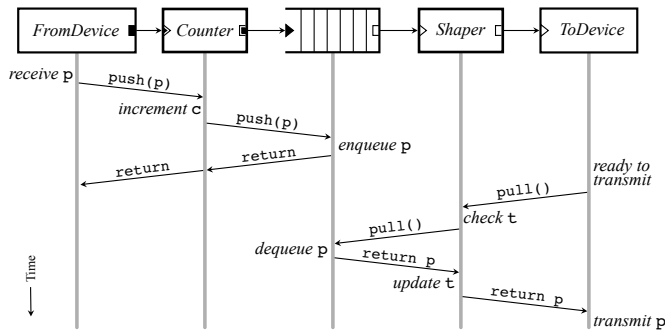 FromDevice Counter Shaper ToDevice
receive p
push(p)
increment c
push(p)
enqueue p
return
return
ready to
transmit
pull()
check t
pull()
dequeue p
return p
update t
return p
transmit p
Time